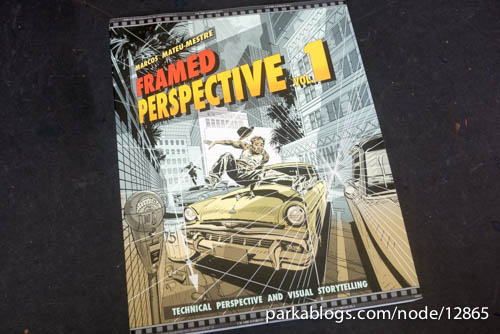 MARCOS MATEU-MESTRE
FRAMED
PERSPECTIVE VOL. 1
TECHNICAL PERSPECTIVE AND VISUAL STORYTELLING
parkablogs.com/node/12865